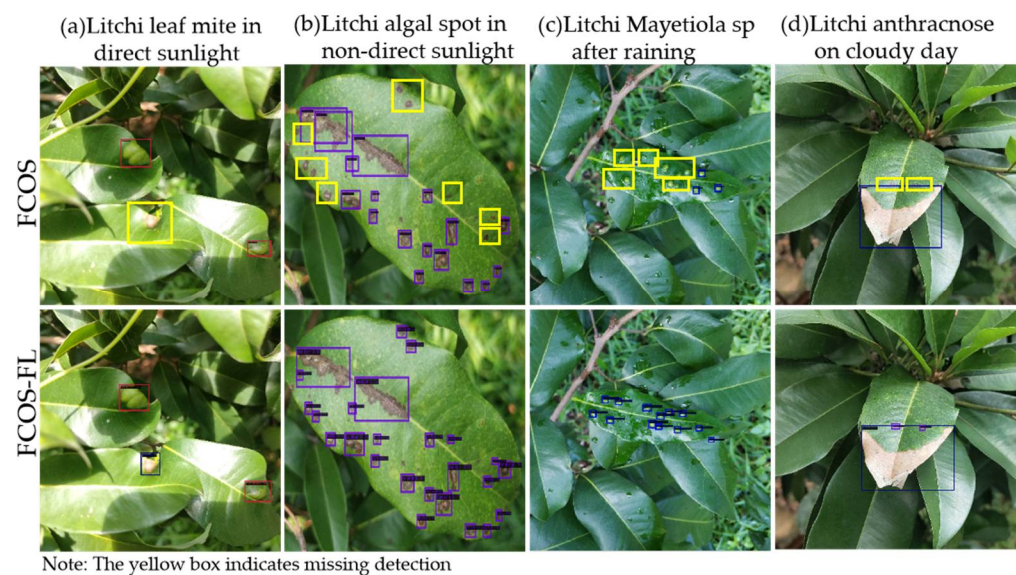 (a)Litchi leaf mite in
direct sunlight
(b)Litchi algal spot in
non-direct sunlight
(c)Litchi Mayetiola sp
after raining
(d)Litchi anthracnose
on cloudy day
FCOS
FCOS-FL
Note: The yellow box indicates missing detection